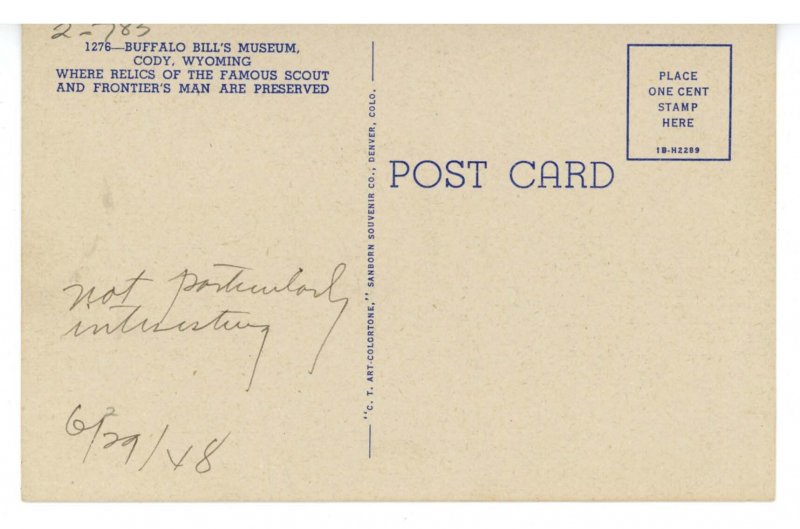 2-785
1276—BUFFALO BILL'S MUSEUM,
CODY, WYOMING
WHERE RELICS OF THE FAMOUS SCOUT
AND FRONTIER'S MAN ARE PRESERVED
not particularly
interesting
6/29/48
"C. T. ART-COLORTONE," SANBORN SOUVENIR CO., DENVER, COLO.
POST CARD
PLACE
ONE CENT
STAMP
HERE
1B-H2289